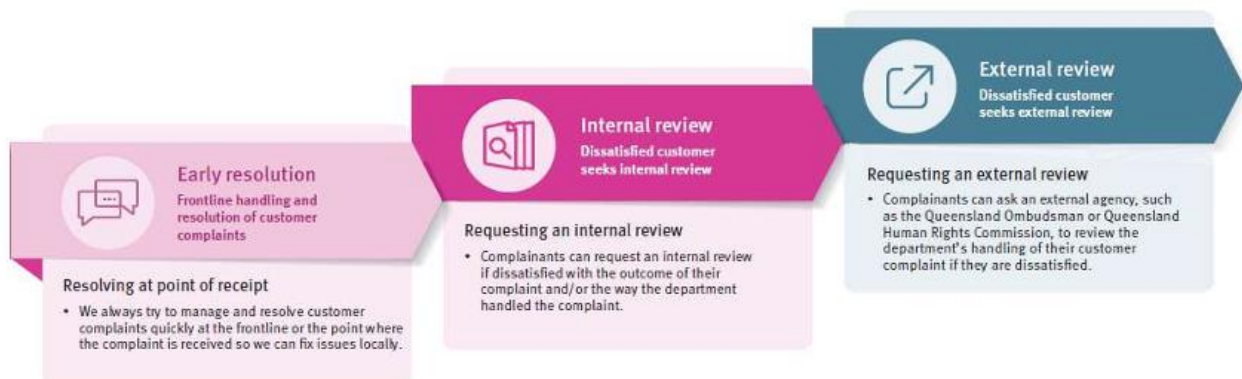 Early resolution
Frontline handling and
resolution of customer
complaints
Resolving at point of receipt
• We always try to manage and resolve customer
complaints quickly at the frontline or the point where
the complaint is received so we can fix issues locally.
Internal review
Dissatisfied customer
seeks internal review
Requesting an internal review
• Complainants can request an internal review
if dissatisfied with the outcome of their
complaint and/or the way the department
handled the complaint.
External review
Dissatisfied customer
seeks external review
Requesting an external review
• Complainants can ask an external agency, such
as the Queensland Ombudsman or Queensland
Human Rights Commission, to review the
department's handling of their customer
complaint if they are dissatisfied.